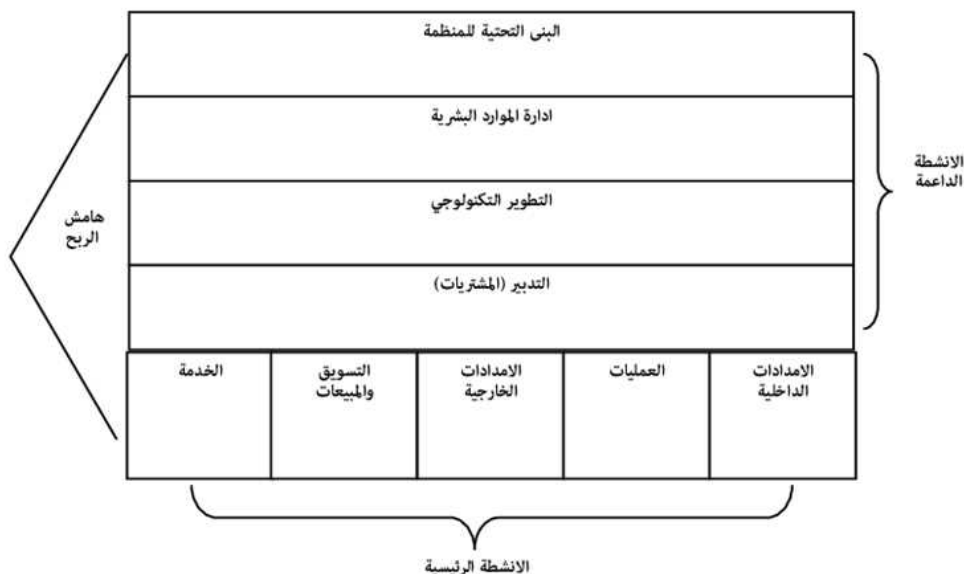 البنى التحتية للمنظمة
ادارة الموارد البشرية
التطوير التكنولوجي
التدبير (المشتريات)
الانشطة
الداعمة
هامش
الربح
الامدادات
الداخلية
العمليات
الامدادات
الخارجية
التسويق
والمبيعات
الخدمة
الانشطة الرئيسية